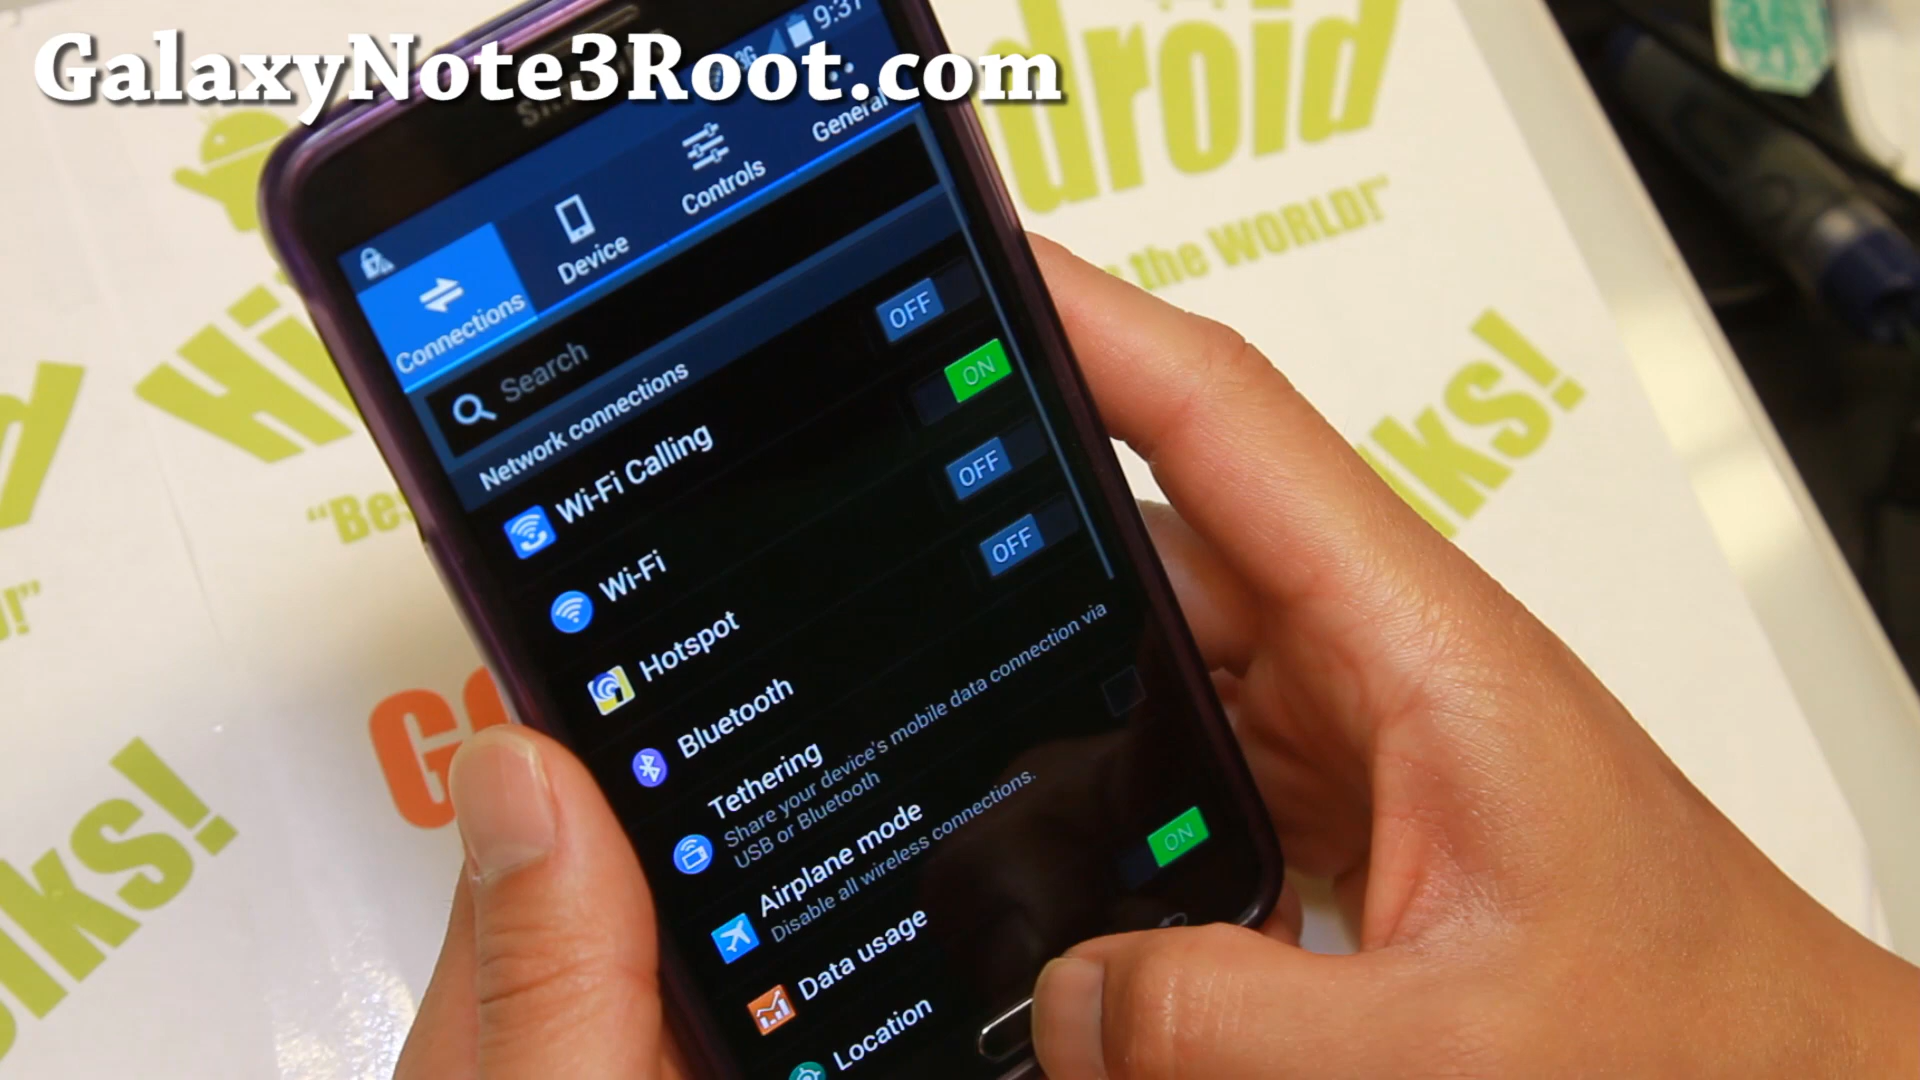 GalaxyNote3Root.com
3G 9:37
Connections
Device
Controls
General
Search
Network connections
Wi-Fi Calling
OFF
Wi-Fi
ON
Hotspot
OFF
Bluetooth
OFF
Tethering
Share your device's mobile data connection via
USB or Bluetooth
Airplane mode
Disable all wireless connections.
Data usage
Location
ON
the WORLD!"